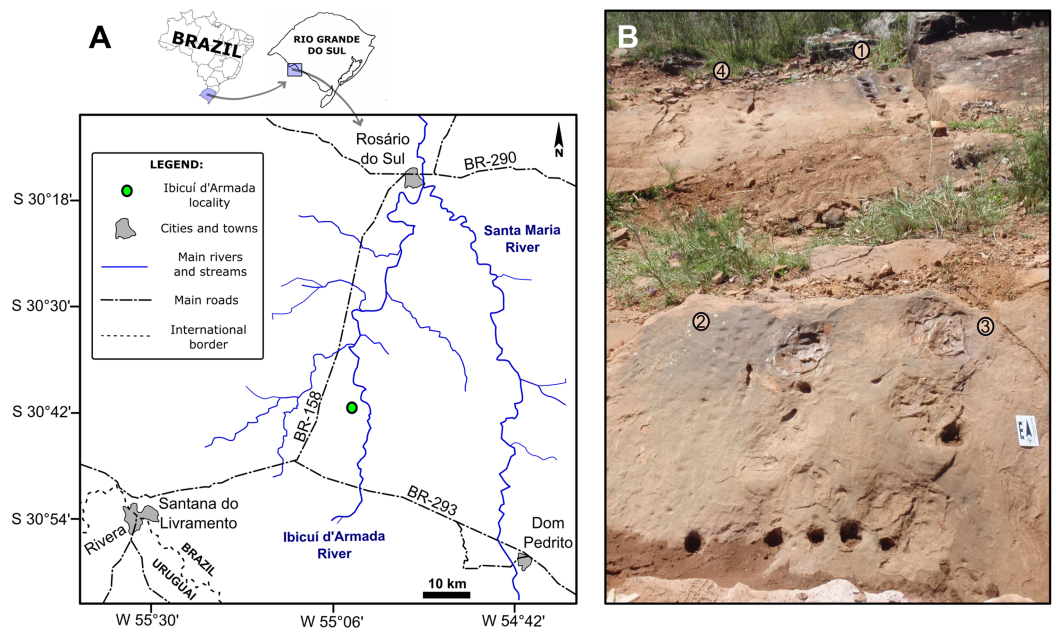 A
BRAZIL
RIO GRANDE
DO SUL
Rosário
do Sul
BR-290
N
LEGEND:
Ibicuí d'Armada
locality
Cities and towns
Main rivers
and streams
Main roads
International
border
Santa Maria
River
S 30°18'
S 30°30'
S 30°42'
S 30°54'
BR-158
BR-293
Santana do
Livramento
Rivera
BRAZIL
URUGUAI
Ibicuí d'Armada
River
Dom
Pedrito
10 km
W 55°30'
W 55°06'
W 54°42'
B
1
4
2
3